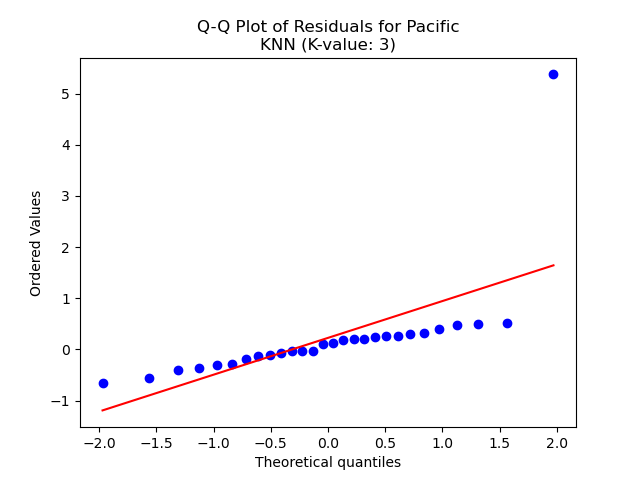 Q-Q Plot of Residuals for Pacific
KNN (K-value: 3)
Ordered Values
5
4
3
2
1
0
−1
−2.0 −1.5 −1.0 −0.5 0.0 0.5 1.0 1.5 2.0
Theoretical quantiles